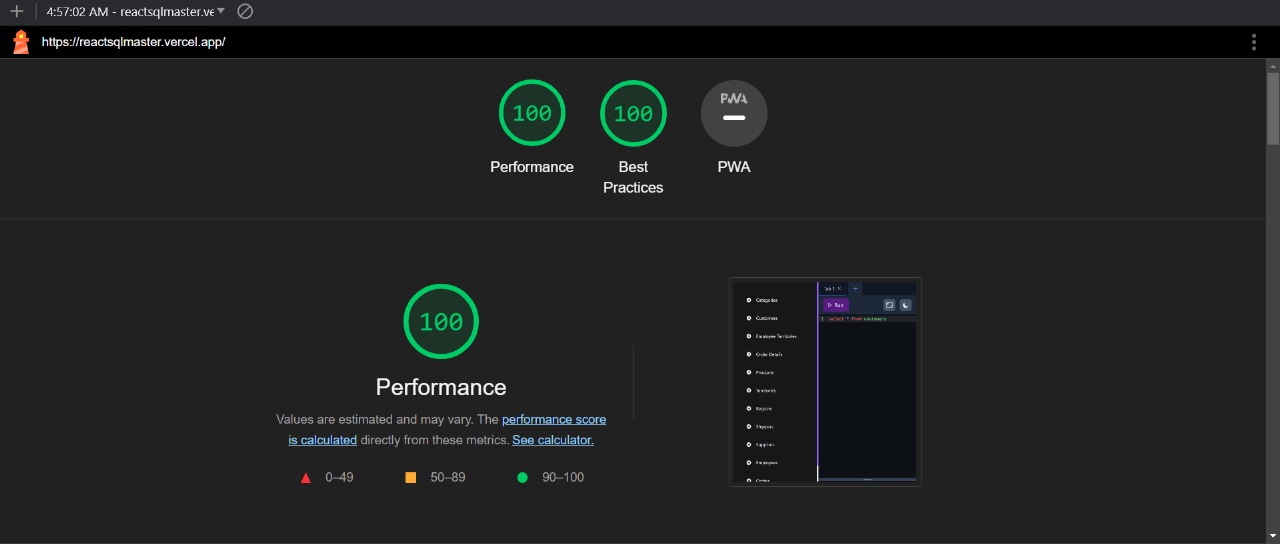 4:57:02 AM - reactsqlmaster.ve
https://reactsqlmaster.vercel.app/
100
100
PWA
Performance
Best
Practices
PWA
100
Performance
Values are estimated and may vary. The performance score
is calculated directly from these metrics. See calculator.
0–49
50–89
90–100
Tab 1
Run
1 select * from customers
Categories
Customers
Employee Territories
Order Details
Products
Territories
Regions
Shippers
Suppliers
Employees
Orders